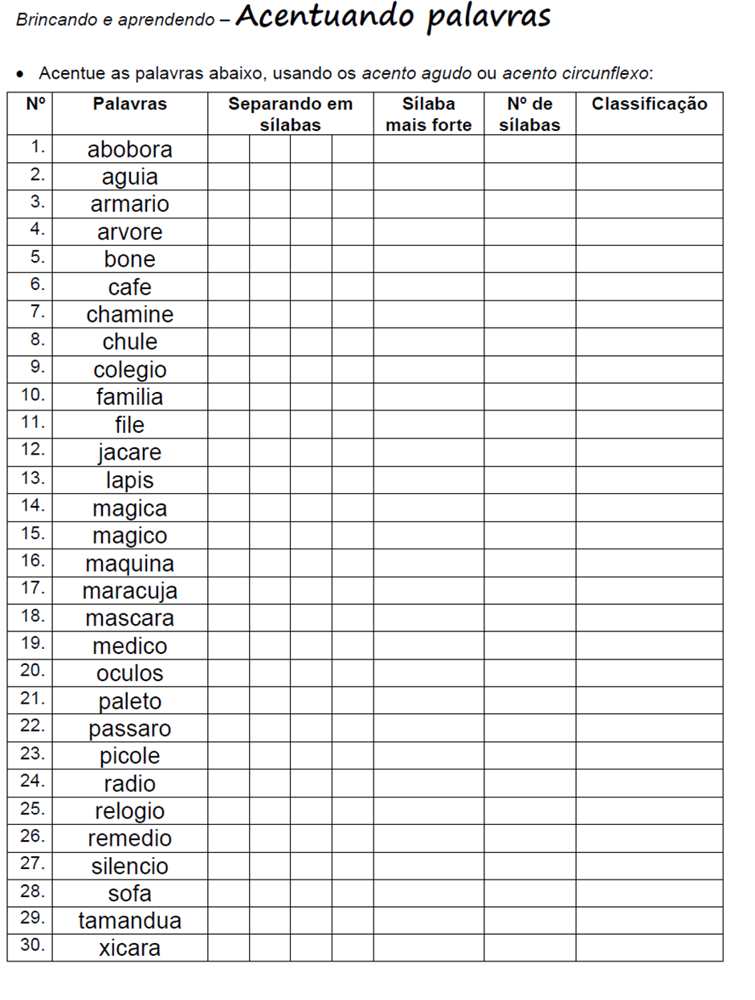 Brincando e aprendendo – Acentuando palavras
• Acentue as palavras abaixo, usando os acento agudo ou acento circunflexo:
Nº Palavras Separando em sílabas Sílaba mais forte Nº de sílabas Classificação
1. abobora
2. aguia
3. armario
4. arvore
5. bone
6. cafe
7. chamine
8. chule
9. colegio
10. familia
11. file
12. jacare
13. lapis
14. magica
15. magico
16. maquina
17. maracuja
18. mascara
19. medico
20. oculos
21. paleto
22. passaro
23. picole
24. radio
25. relogio
26. remedio
27. silencio
28. sofa
29. tamandua
30. xicara